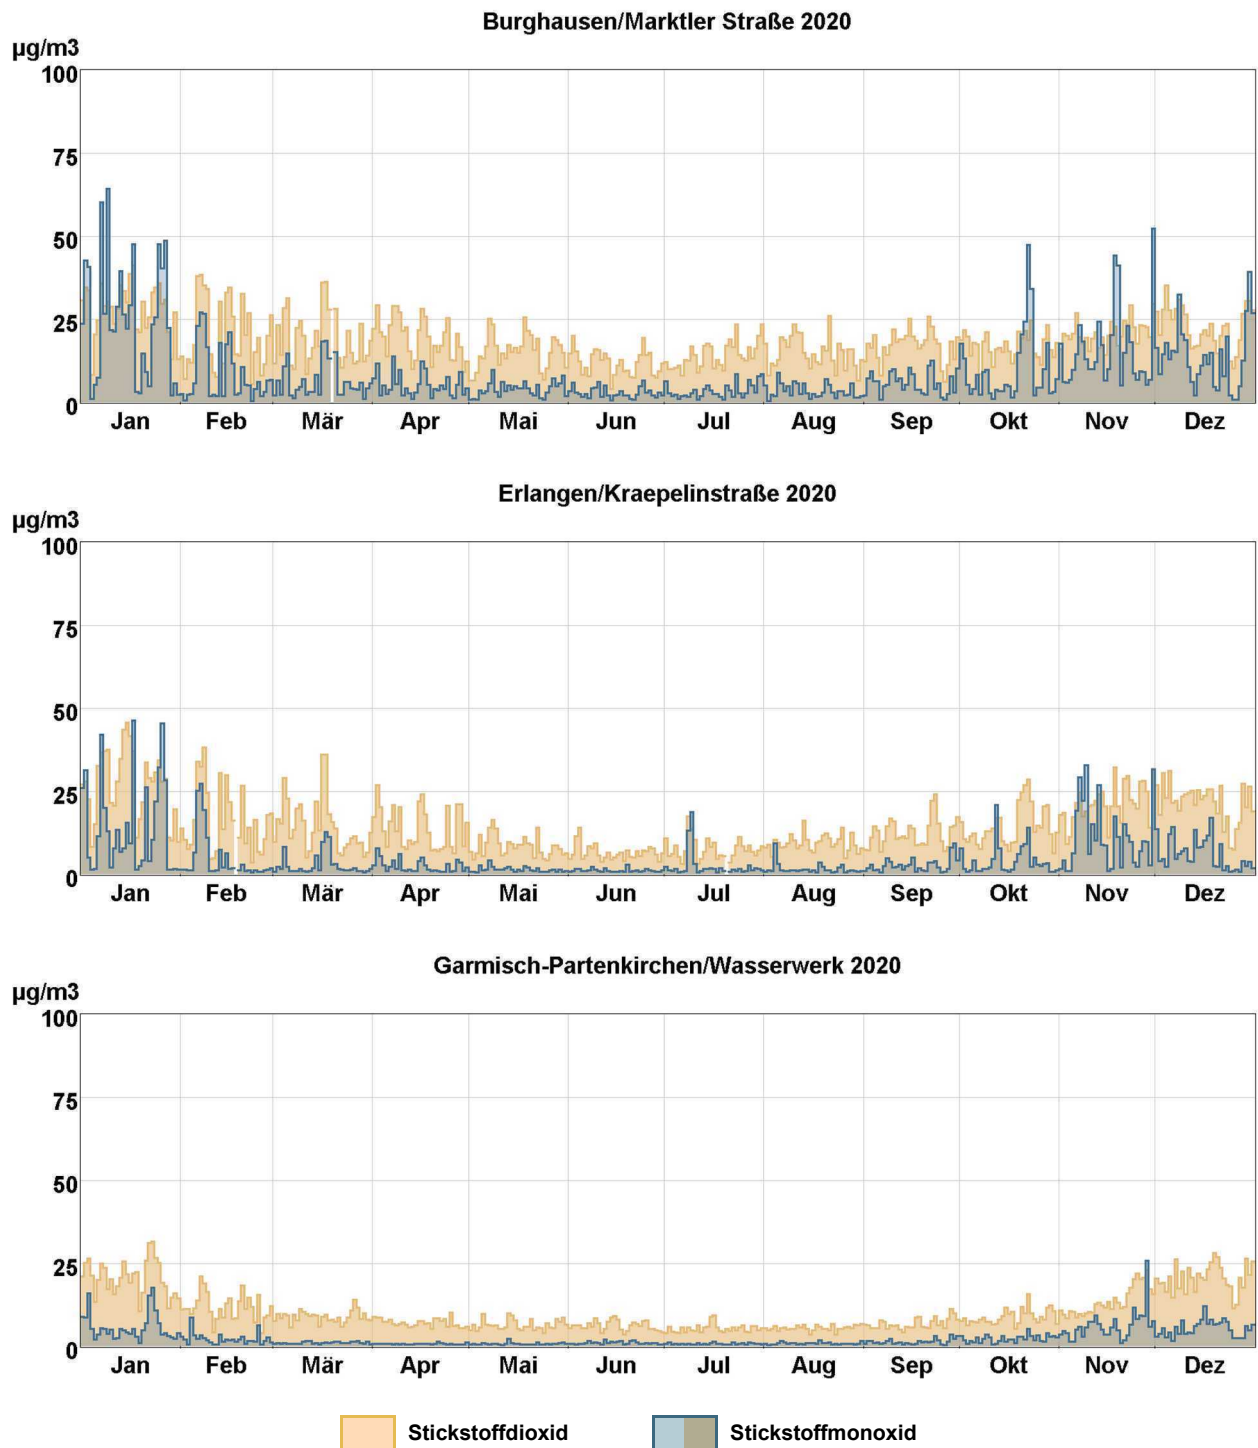 Burghausen/Marktler Straße 2020
µg/m3
100
75
50
25
0
Jan Feb Mär Apr Mai Jun Jul Aug Sep Okt Nov Dez
Erlangen/Kraepelinstraße 2020
µg/m3
100
75
50
25
0
Jan Feb Mär Apr Mai Jun Jul Aug Sep Okt Nov Dez
Garmisch-Partenkirchen/Wasserwerk 2020
µg/m3
100
75
50
25
0
Jan Feb Mär Apr Mai Jun Jul Aug Sep Okt Nov Dez
Stickstoffdioxid Stickstoffmonoxid